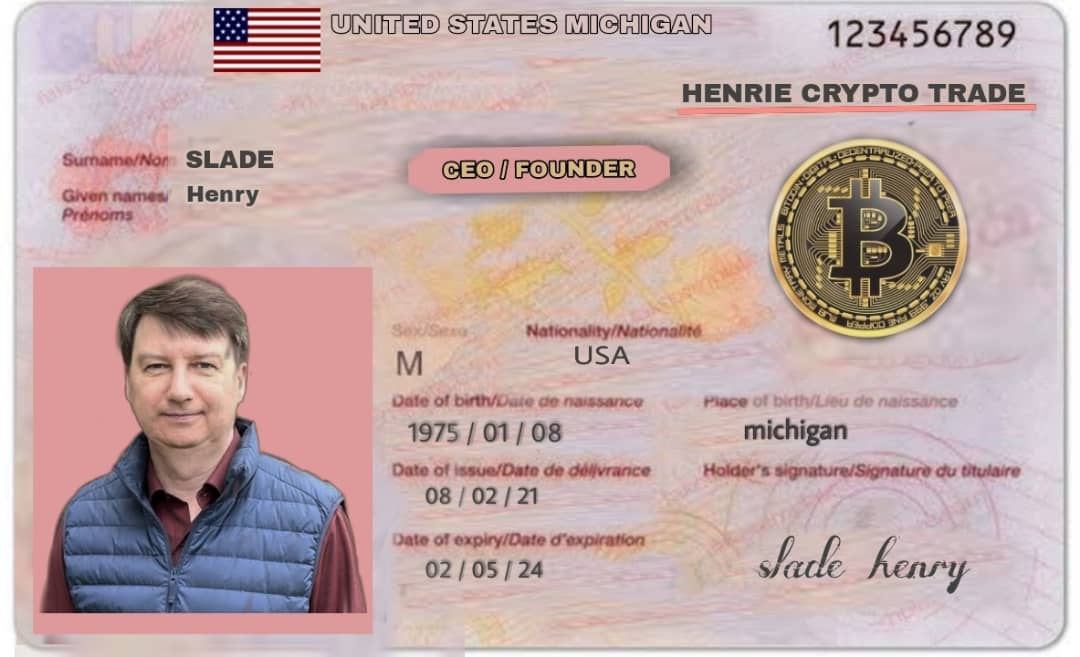 UNITED STATES MICHIGAN
123456789
HENRIE CRYPTO TRADE
Surname/Nom SLADE
CEO / FOUNDER
Given names/ Henry
Prénoms
Sex/Sexe
Nationality/Nationalité
M
USA
Date of birth/Date de naissance
Place of birth/Lieu de naissance
1975 / 01 / 08
michigan
Date of issue/Date de délivrance
Holder's signature/Signature du titulaire
08 / 02 / 21
Date of expiry/Date d'expiration
02 / 05 / 24
slade henry